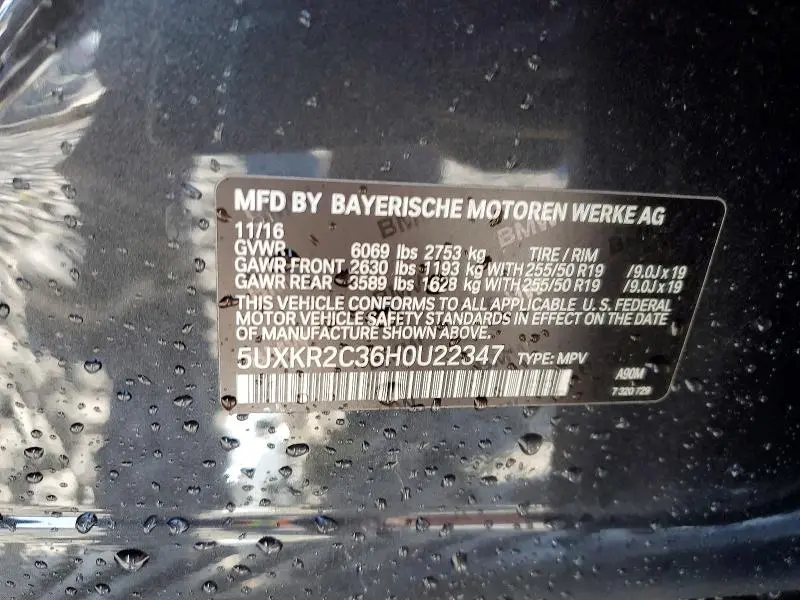 MFD BY BAYERISCHE MOTOREN WERKE AG
11/16
GVWR 6069 lbs 2753 kg TIRE / RIM
GAWR FRONT 2630 lbs 1193 kg WITH 255/50 R19 /9.0J x 19
GAWR REAR 3589 lbs 1628 kg WITH 255/50 R19 /9.0J x 19
THIS VEHICLE CONFORMS TO ALL APPLICABLE U.S. FEDERAL
MOTOR VEHICLE SAFETY STANDARDS IN EFFECT ON THE DATE
OF MANUFACTURE SHOWN ABOVE.
5UXKR2C36H0U22347 TYPE: MPV
A90M
7 320 729